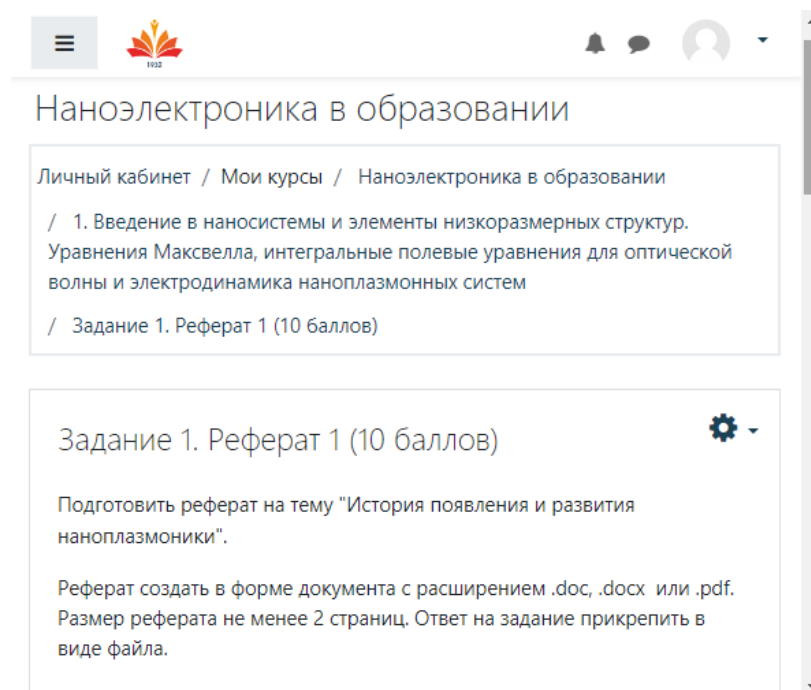 1932
Наноэлектроника в образовании
Личный кабинет / Мои курсы / Наноэлектроника в образовании
/ 1. Введение в наносистемы и элементы низкоразмерных структур.
Уравнения Максвелла, интегральные полевые уравнения для оптической
волны и электродинамика наноплазмонных систем
/ Задание 1. Реферат 1 (10 баллов)
Задание 1. Реферат 1 (10 баллов)
Подготовить реферат на тему "История появления и развития
наноплазмоники".
Реферат создать в форме документа с расширением .doc, .docx или .pdf.
Размер реферата не менее 2 страниц. Ответ на задание прикрепить в
виде файла.